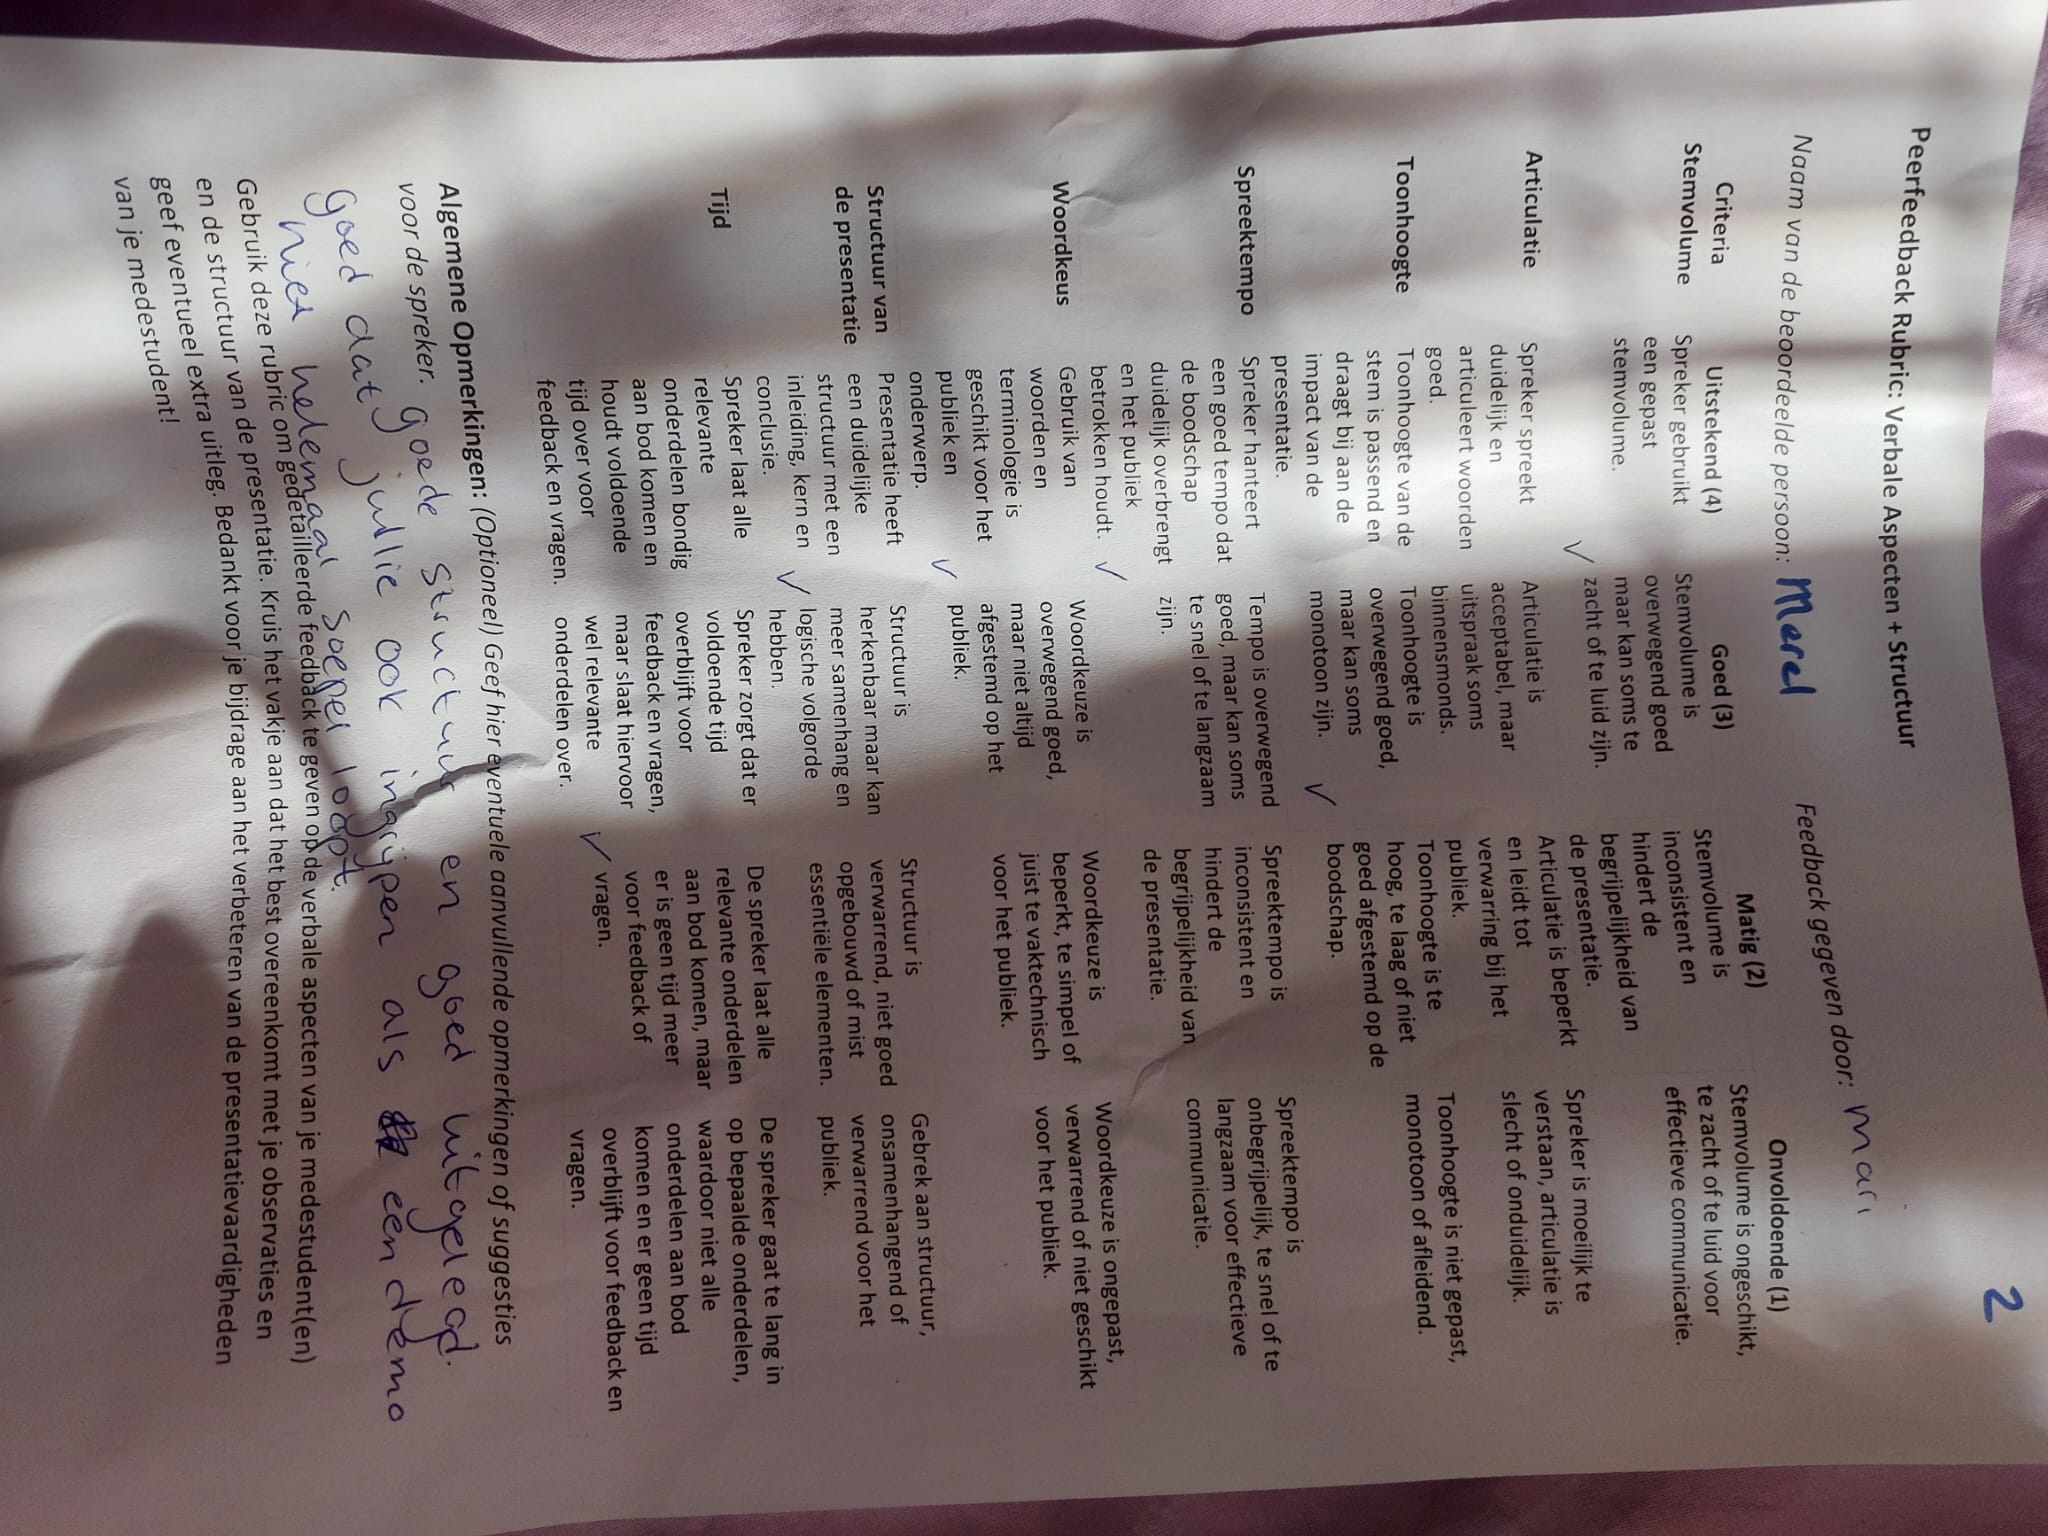 2
Peerfeedback Rubric: Verbale Aspecten + Structuur
Naam van de beoordeelde persoon: Merel Feedback gegeven door: Mari
Criteria Uitstekend (4) Goed (3) Matig (2) Onvoldoende (1)
Stemvolume
Spreker gebruikt
een gepast
stemvolume.
Stemvolume is
overwegend goed
maar kan soms te
✓ zacht of te luid zijn.
Stemvolume is
inconsistent en
hindert de
begrijpelijkheid van
de presentatie.
Stemvolume is ongeschikt,
te zacht of te luid voor
effectieve communicatie.
Articulatie
Spreker spreekt
duidelijk en
articuleert woorden
goed.
Articulatie is
acceptabel, maar
uitspraak soms
binnensmonds.
Articulatie is beperkt
en leidt tot
verwarring bij het
publiek.
Spreker is moeilijk te
verstaan, articulatie is
slecht of onduidelijk.
Toonhoogte
Toonhoogte van de
stem is passend en
draagt bij aan de
impact van de
presentatie.
Toonhoogte is
overwegend goed,
maar kan soms
monotoon zijn. ✓
Toonhoogte is te
hoog, te laag of niet
goed afgestemd op de
boodschap.
Toonhoogte is niet gepast,
monotoon of afleidend.
Spreektempo
Spreker hanteert
een goed tempo dat
de boodschap
duidelijk overbrengt
en het publiek
betrokken houdt. ✓
Tempo is overwegend
goed, maar kan soms
te snel of te langzaam
zijn.
Spreektempo is
inconsistent en
hindert de
begrijpelijkheid van
de presentatie.
Spreektempo is
onbegrijpelijk, te snel of te
langzaam voor effectieve
communicatie.
Woordkeus
Gebruik van
woorden en
terminologie is
geschikt voor het
publiek en
onderwerp. ✓
Woordkeuze is
overwegend goed,
maar niet altijd
afgestemd op het
publiek.
Woordkeuze is
beperkt, te simpel of
juist te vaktechnisch
voor het publiek.
Woordkeuze is ongepast,
verwarrend of niet geschikt
voor het publiek.
Structuur van
de presentatie
Presentatie heeft
een duidelijke
structuur met een
inleiding, kern en
conclusie. ✓
Structuur is
herkenbaar maar kan
meer samenhang en
logische volgorde
hebben.
Structuur is
verwarrend, niet goed
opgebouwd of mist
essentiële elementen.
Gebrek aan structuur,
onsamenhangend of
verwarrend voor het
publiek.
Tijd
Spreker laat alle
relevante
onderdelen bondig
aan bod komen en
houdt voldoende
tijd over voor
feedback en vragen.
Spreker zorgt dat er
voldoende tijd
overblijft voor
feedback en vragen,
maar slaat hiervoor
wel relevante
onderdelen over. ✓
De spreker laat alle
relevante onderdelen
aan bod komen, maar
er is geen tijd meer
voor feedback of
vragen.
De spreker gaat te lang in
op bepaalde onderdelen,
waardoor niet alle
onderdelen aan bod
komen en er geen tijd
overblijft voor feedback en
vragen.
Algemene Opmerkingen: (Optioneel) Geef hier eventuele aanvullende opmerkingen of suggesties
voor de spreker. goede structuur en goed uitgelegd.
goed dat jullie ook ingrijpen als een demo
niet helemaal soepel loopt.
Gebruik deze rubric om gedetailleerde feedback te geven op de verbale aspecten van je medestudent(en)
en de structuur van de presentatie. Kruis het vakje aan dat het best overeenkomt met je observaties en
geef eventueel extra uitleg. Bedankt voor je bijdrage aan het verbeteren van de presentatievaardigheden
van je medestudent!